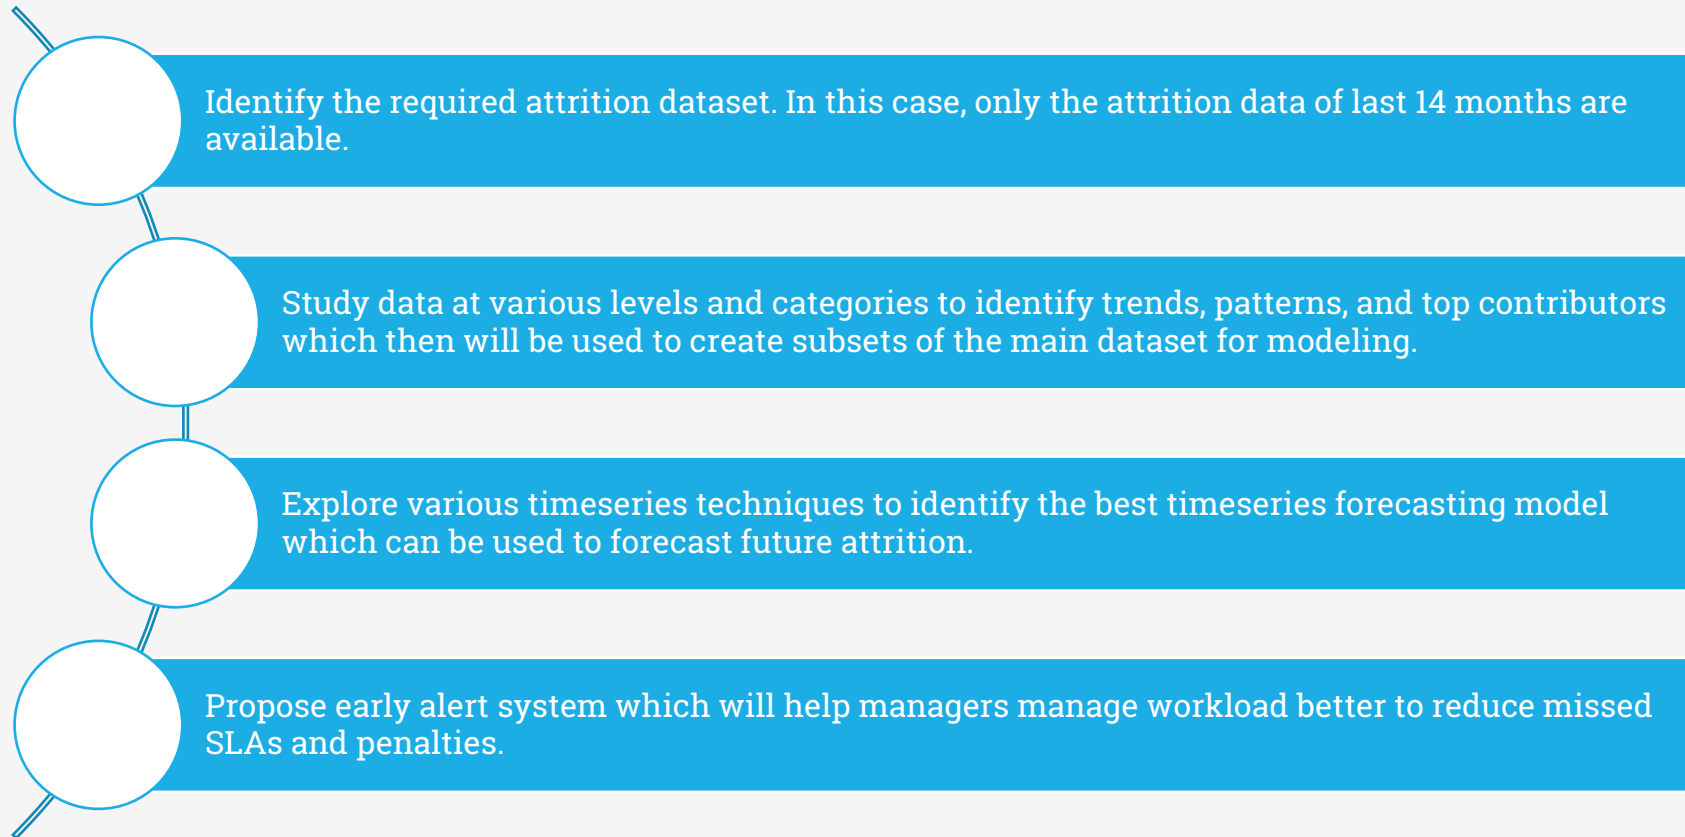 Identify the required attrition dataset. In this case, only the attrition data of last 14 months are
available.
Study data at various levels and categories to identify trends, patterns, and top contributors
which then will be used to create subsets of the main dataset for modeling.
Explore various timeseries techniques to identify the best timeseries forecasting model
which can be used to forecast future attrition.
Propose early alert system which will help managers manage workload better to reduce missed
SLAs and penalties.